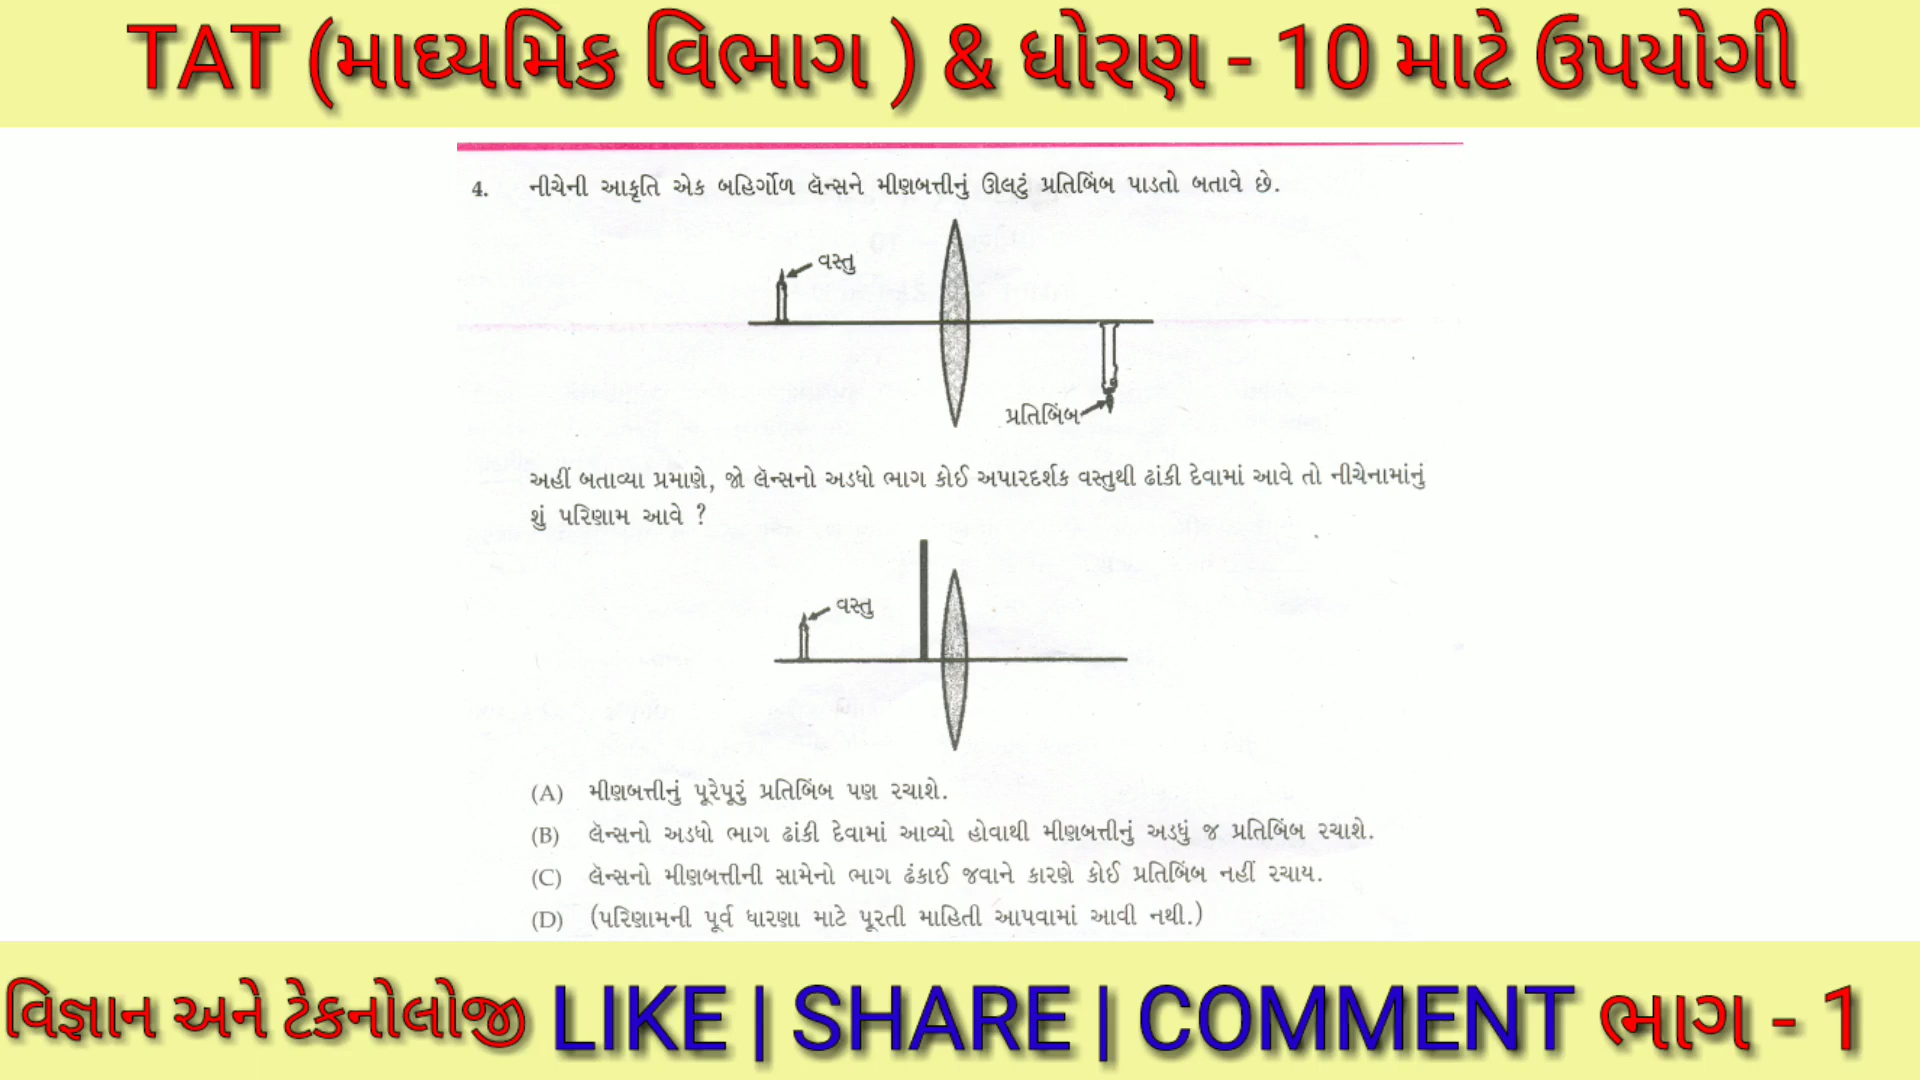 TAT (માધ્યમિક વિભાગ ) & ધોરણ - 10 માટે ઉપયોગી
4. નીચેની આકૃતિ એક બહિર્ગોળ લૅન્સને મીણબત્તીનું ઊલટું પ્રતિબિંબ પાડતો બતાવે છે.
વસ્તુ
પ્રતિબિંબ
અહીં બતાવ્યા પ્રમાણે, જો લૅન્સનો અડધો ભાગ કોઈ અપારદર્શક વસ્તુથી ઢાંકી દેવામાં આવે તો નીચેનામાંનું
શું પરિણામ આવે ?
વસ્તુ
(A) મીણબત્તીનું પૂરેપૂરું પ્રતિબિંબ પણ રચાશે.
(B) લૅન્સનો અડધો ભાગ ઢાંકી દેવામાં આવ્યો હોવાથી મીણબત્તીનું અડધું જ પ્રતિબિંબ રચાશે.
(C) લૅન્સનો મીણબત્તીની સામેનો ભાગ ઢંકાઈ જવાને કારણે કોઈ પ્રતિબિંબ નહીં રચાય.
(D) (પરિણામની પૂર્વ ધારણા માટે પૂરતી માહિતી આપવામાં આવી નથી.)
વિજ્ઞાન અને ટેકનોલોજી LIKE | SHARE | COMMENT ભાગ - 1